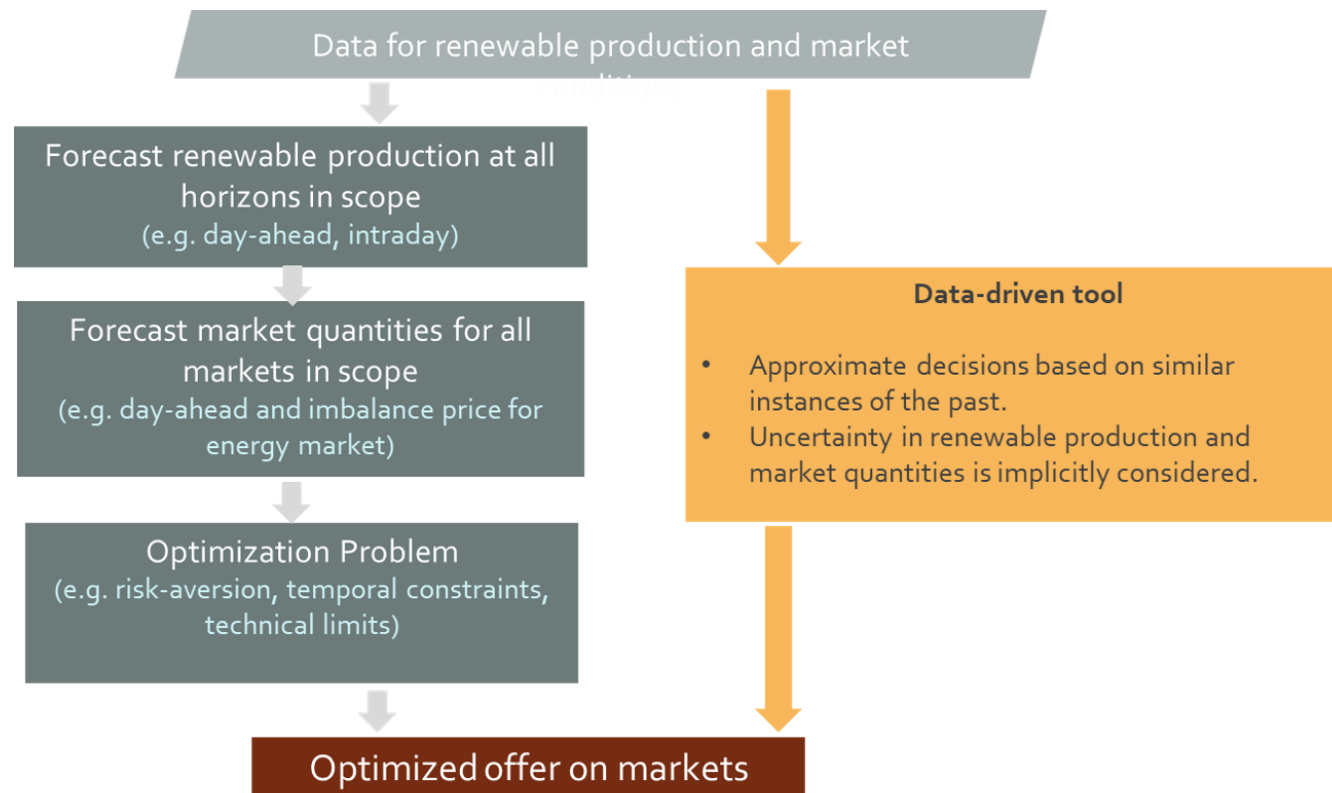 Data for renewable production and market
conditions
Forecast renewable production at all
horizons in scope
(e.g. day-ahead, intraday)
Forecast market quantities for all
markets in scope
(e.g. day-ahead and imbalance price for
energy market)
Optimization Problem
(e.g. risk-aversion, temporal constraints,
technical limits)
Data-driven tool
• Approximate decisions based on similar
instances of the past.
• Uncertainty in renewable production and
market quantities is implicitly considered.
Optimized offer on markets